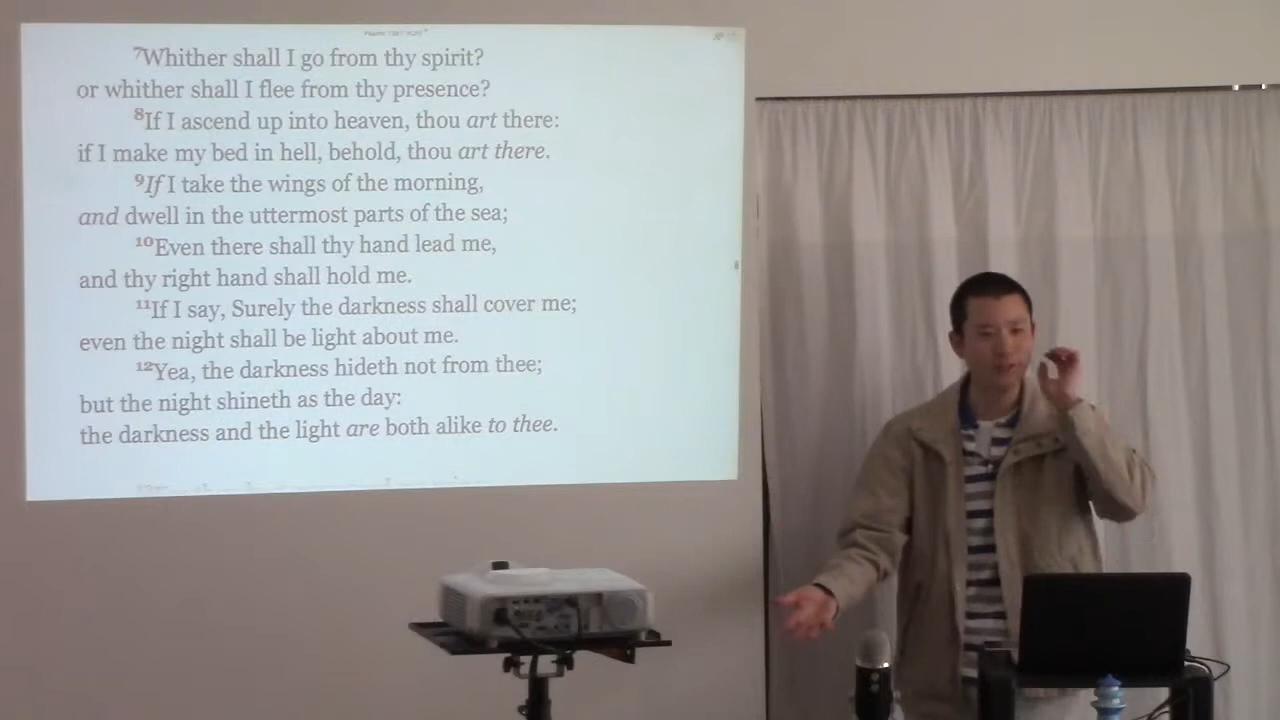 7Whither shall I go from thy spirit?
or whither shall I flee from thy presence?
8If I ascend up into heaven, thou art there:
if I make my bed in hell, behold, thou art there.
9If I take the wings of the morning,
and dwell in the uttermost parts of the sea;
10Even there shall thy hand lead me,
and thy right hand shall hold me.
11If I say, Surely the darkness shall cover me;
even the night shall be light about me.
12Yea, the darkness hideth not from thee;
but the night shineth as the day:
the darkness and the light are both alike to thee.